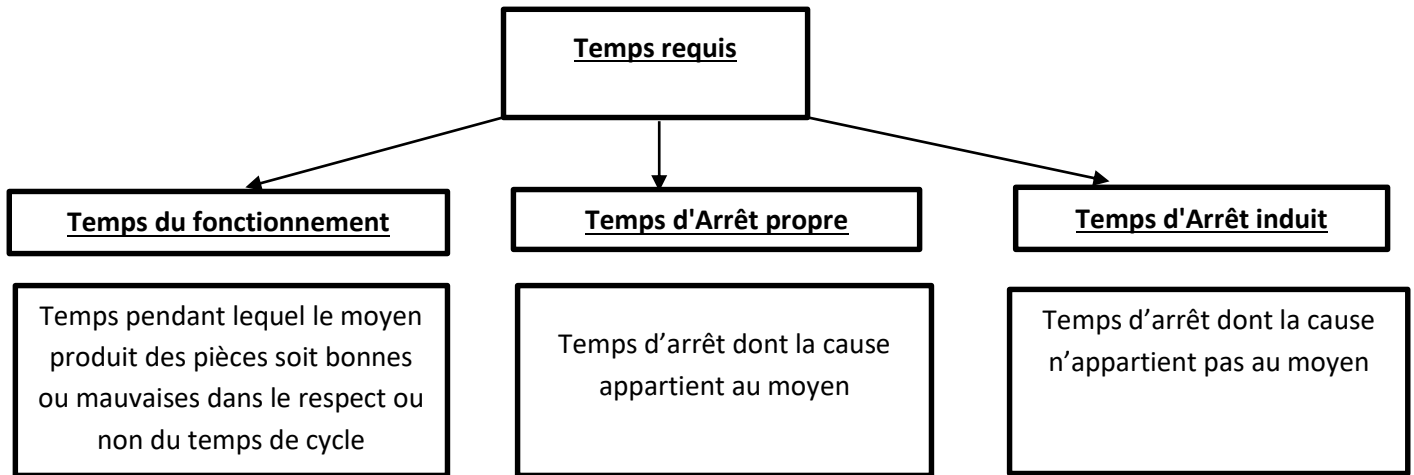 Temps requis
Temps du fonctionnement
Temps d'Arrêt propre
Temps d'Arrêt induit
Temps pendant lequel le moyen
produit des pièces soit bonnes
ou mauvaises dans le respect ou
non du temps de cycle
Temps d’arrêt dont la cause
appartient au moyen
Temps d’arrêt dont la cause
n’appartient pas au moyen